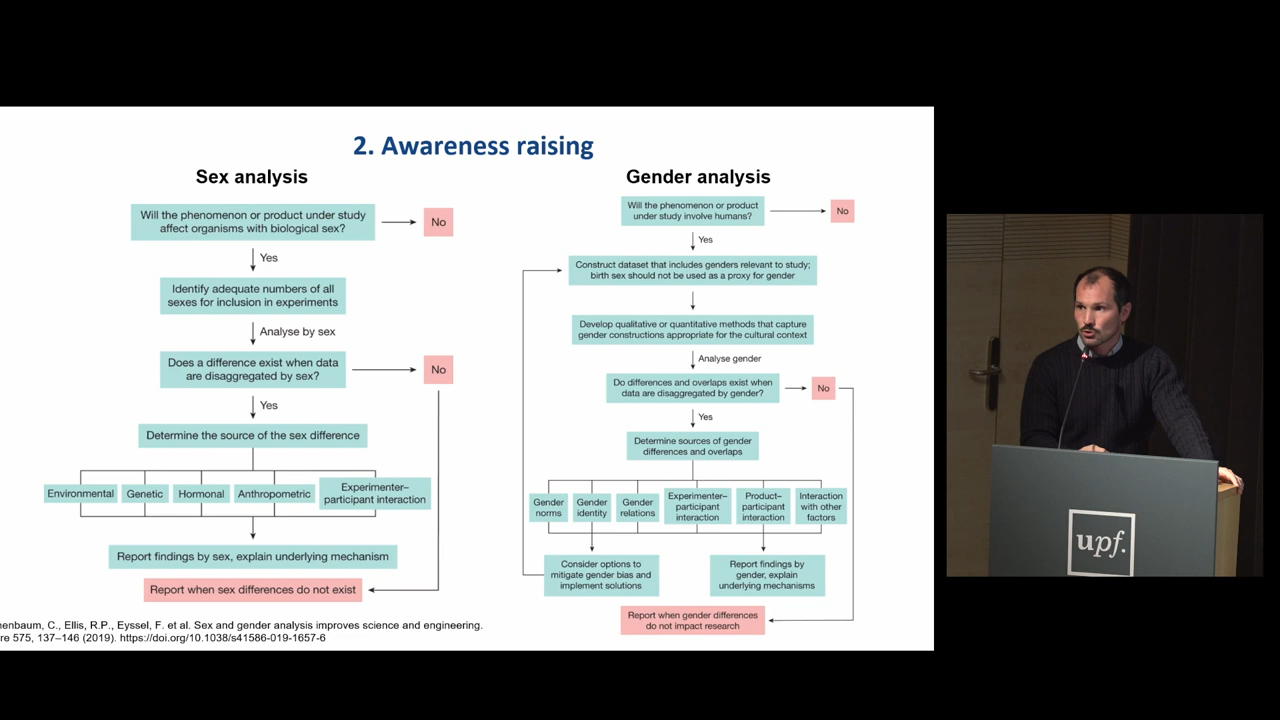 2. Awareness raising
Sex analysis
Will the phenomenon or product under study
affect organisms with biological sex?
No
Yes
Identify adequate numbers of all
sexes for inclusion in experiments
Analyse by sex
Does a difference exist when data
are disaggregated by sex?
No
Yes
Determine the source of the sex difference
Environmental
Genetic
Hormonal
Anthropometric
Experimenter–
participant interaction
Report findings by sex, explain underlying mechanism
Report when sex differences do not exist
Gender analysis
Will the phenomenon or product
under study involve humans?
No
Yes
Construct dataset that includes genders relevant to study;
birth sex should not be used as a proxy for gender
Develop qualitative or quantitative methods that capture
gender constructions appropriate for the cultural context
Analyse gender
Do differences and overlaps exist when
data are disaggregated by gender?
No
Yes
Determine sources of gender
differences and overlaps
Gender
norms
Gender
identity
Gender
relations
Experimenter–
participant
interaction
Product–
participant
interaction
Interaction
with other
factors
Consider options to
mitigate gender bias and
implement solutions
Report findings by
gender, explain
underlying mechanisms
Report when gender differences
do not impact research
enbaum, C., Ellis, R.P., Eyssel, F. et al. Sex and gender analysis improves science and engineering.
re 575, 137–146 (2019). https://doi.org/10.1038/s41586-019-1657-6
upf.